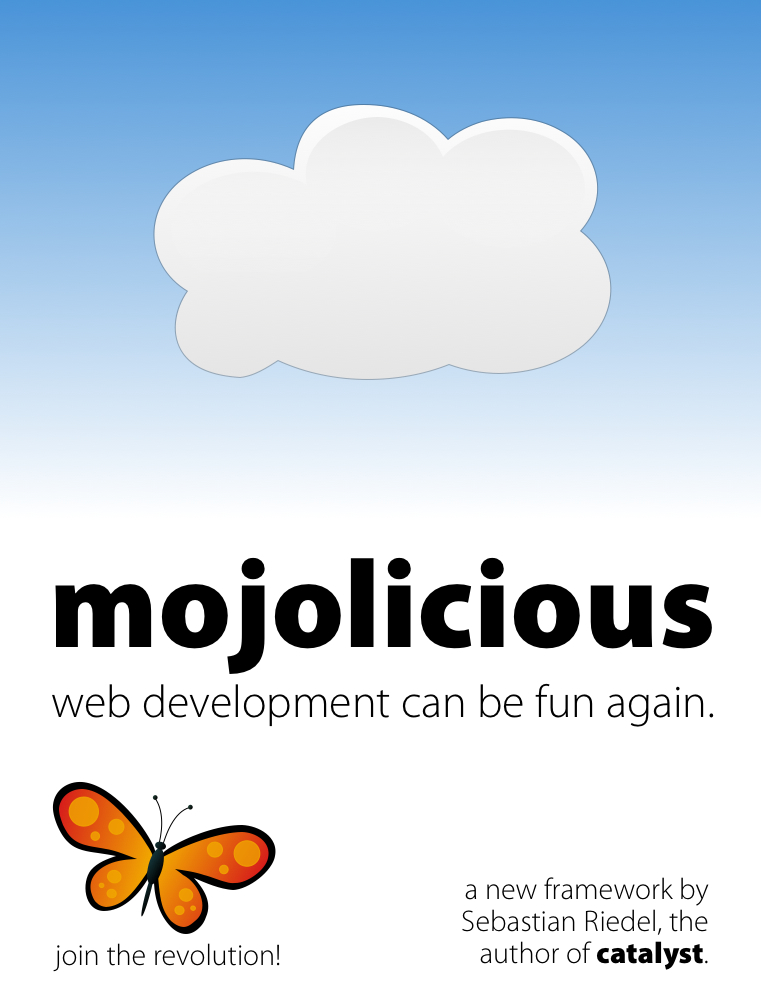 mojolicious
web development can be fun again.
join the revolution!
a new framework by
Sebastian Riedel, the
author of catalyst.